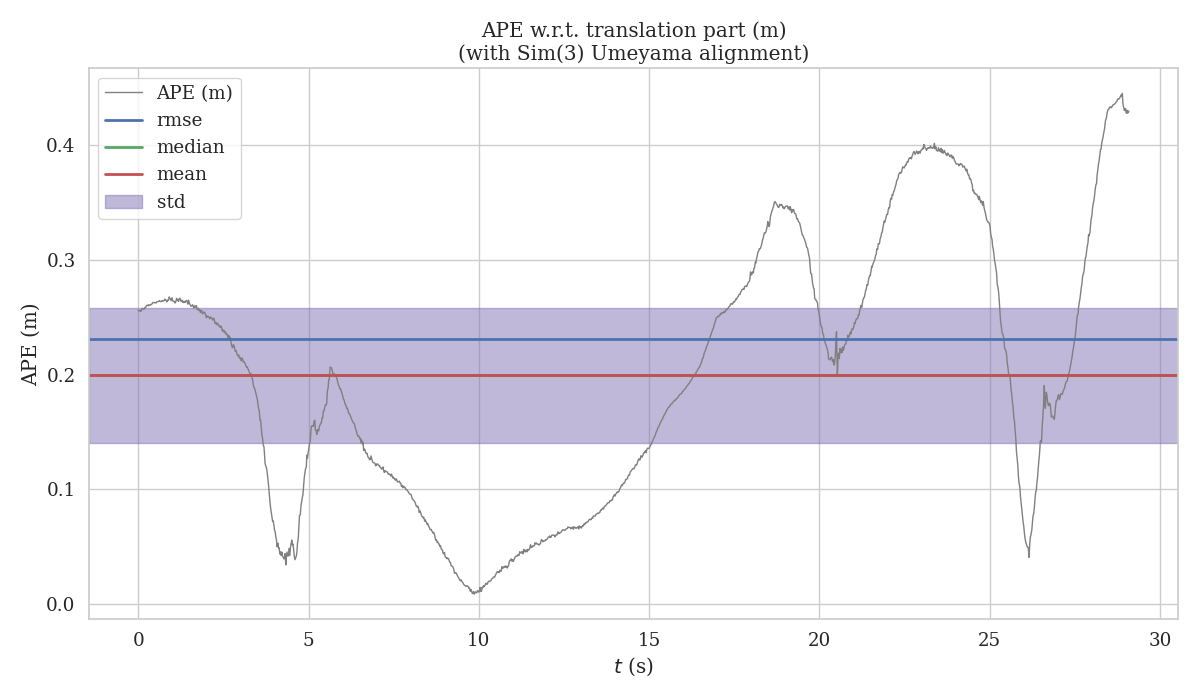 APE w.r.t. translation part (m)
(with Sim(3) Umeyama alignment)
APE (m)
rmse
median
mean
std
APE (m)
0.4
0.3
0.2
0.1
0.0
0 5 10 15 20 25 30
t (s)